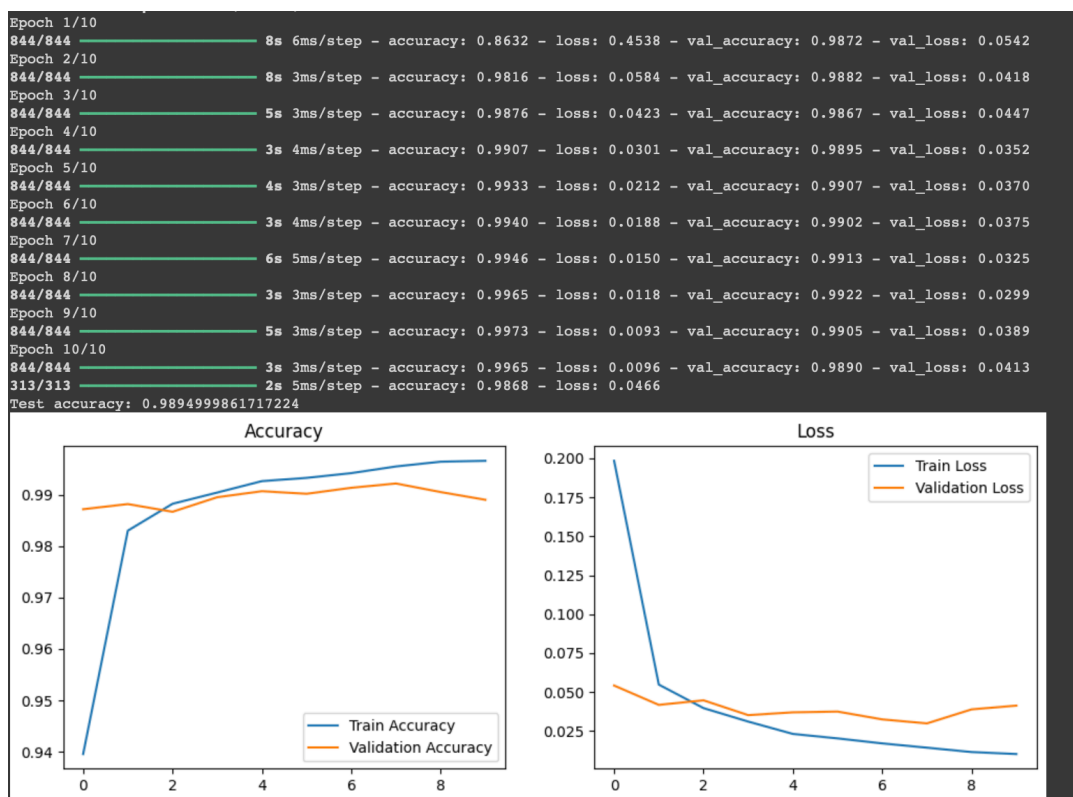 Epoch 1/10
844/844 ━━━━━━━━━━━━━━━━━━━━ 8s 6ms/step - accuracy: 0.8632 - loss: 0.4538 - val_accuracy: 0.9872 - val_loss: 0.0542
Epoch 2/10
844/844 ━━━━━━━━━━━━━━━━━━━━ 8s 3ms/step - accuracy: 0.9816 - loss: 0.0584 - val_accuracy: 0.9882 - val_loss: 0.0418
Epoch 3/10
844/844 ━━━━━━━━━━━━━━━━━━━━ 5s 3ms/step - accuracy: 0.9876 - loss: 0.0423 - val_accuracy: 0.9867 - val_loss: 0.0447
Epoch 4/10
844/844 ━━━━━━━━━━━━━━━━━━━━ 3s 4ms/step - accuracy: 0.9907 - loss: 0.0301 - val_accuracy: 0.9895 - val_loss: 0.0352
Epoch 5/10
844/844 ━━━━━━━━━━━━━━━━━━━━ 4s 3ms/step - accuracy: 0.9933 - loss: 0.0212 - val_accuracy: 0.9907 - val_loss: 0.0370
Epoch 6/10
844/844 ━━━━━━━━━━━━━━━━━━━━ 3s 4ms/step - accuracy: 0.9940 - loss: 0.0188 - val_accuracy: 0.9902 - val_loss: 0.0375
Epoch 7/10
844/844 ━━━━━━━━━━━━━━━━━━━━ 6s 5ms/step - accuracy: 0.9946 - loss: 0.0150 - val_accuracy: 0.9913 - val_loss: 0.0325
Epoch 8/10
844/844 ━━━━━━━━━━━━━━━━━━━━ 3s 3ms/step - accuracy: 0.9965 - loss: 0.0118 - val_accuracy: 0.9922 - val_loss: 0.0299
Epoch 9/10
844/844 ━━━━━━━━━━━━━━━━━━━━ 5s 3ms/step - accuracy: 0.9973 - loss: 0.0093 - val_accuracy: 0.9905 - val_loss: 0.0389
Epoch 10/10
844/844 ━━━━━━━━━━━━━━━━━━━━ 3s 3ms/step - accuracy: 0.9965 - loss: 0.0096 - val_accuracy: 0.9890 - val_loss: 0.0413
313/313 ━━━━━━━━━━━━━━━━━━━━ 2s 5ms/step - accuracy: 0.9868 - loss: 0.0466
Test accuracy: 0.9894999861717224
Accuracy
0.99
0.98
0.97
0.96
0.95
0.94
Train Accuracy
Validation Accuracy
0 2 4 6 8
Loss
0.200
0.175
0.150
0.125
0.100
0.075
0.050
0.025
Train Loss
Validation Loss
0 2 4 6 8